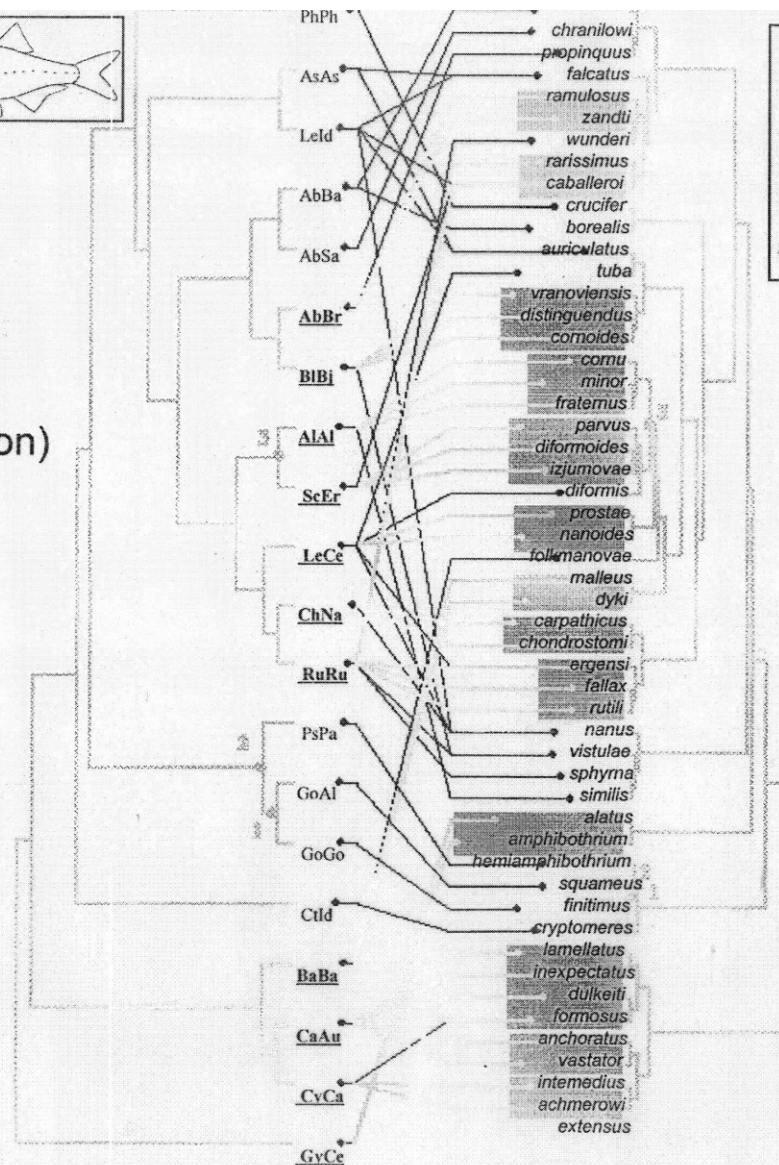 PhPh
AsAs
LeId
AbBa
AbSa
AbBr
BlBj
AlAl
ScEr
LeCe
ChNa
RuRu
PsPa
GoAl
GoGo
CtId
BaBa
CaAu
CyCa
GyCe
on)
chranilowi
propinquus
falcatus
ramulosus
zandti
wunderi
rarissimus
caballeroi
crucifer
borealis
auriculatus
tuba
vranoviensis
distinguendus
comoides
cornu
minor
fraternus
parvus
diformoides
izjumovae
diformis
prostae
nanoides
folkmanovae
malleus
dyki
carpathicus
chondrostomi
ergensi
fallax
rutili
nanus
vistulae
sphyrna
similis
alatus
amphibothrium
hemiamphibothrium
squameus
finitimus
cryptomeres
lamellatus
inexpectatus
dulkeiti
formosus
anchoratus
vastator
intemedius
achmerowi
extensus